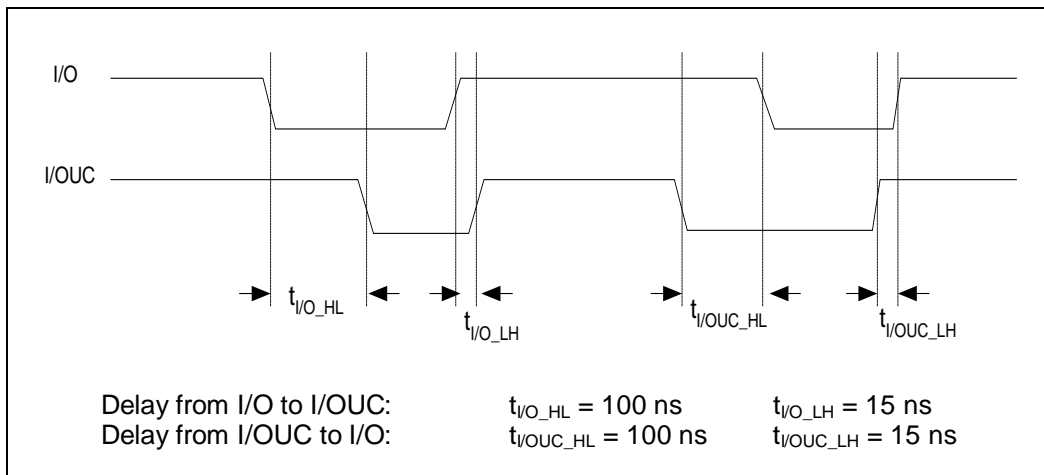 I/O
I/OUC
tI/O_HL
tI/O_LH
tI/OUC_HL
tI/OUC_LH
Delay from I/O to I/OUC: tI/O_HL = 100 ns tI/O_LH = 15 ns
Delay from I/OUC to I/O: tI/OUC_HL = 100 ns tI/OUC_LH = 15 ns